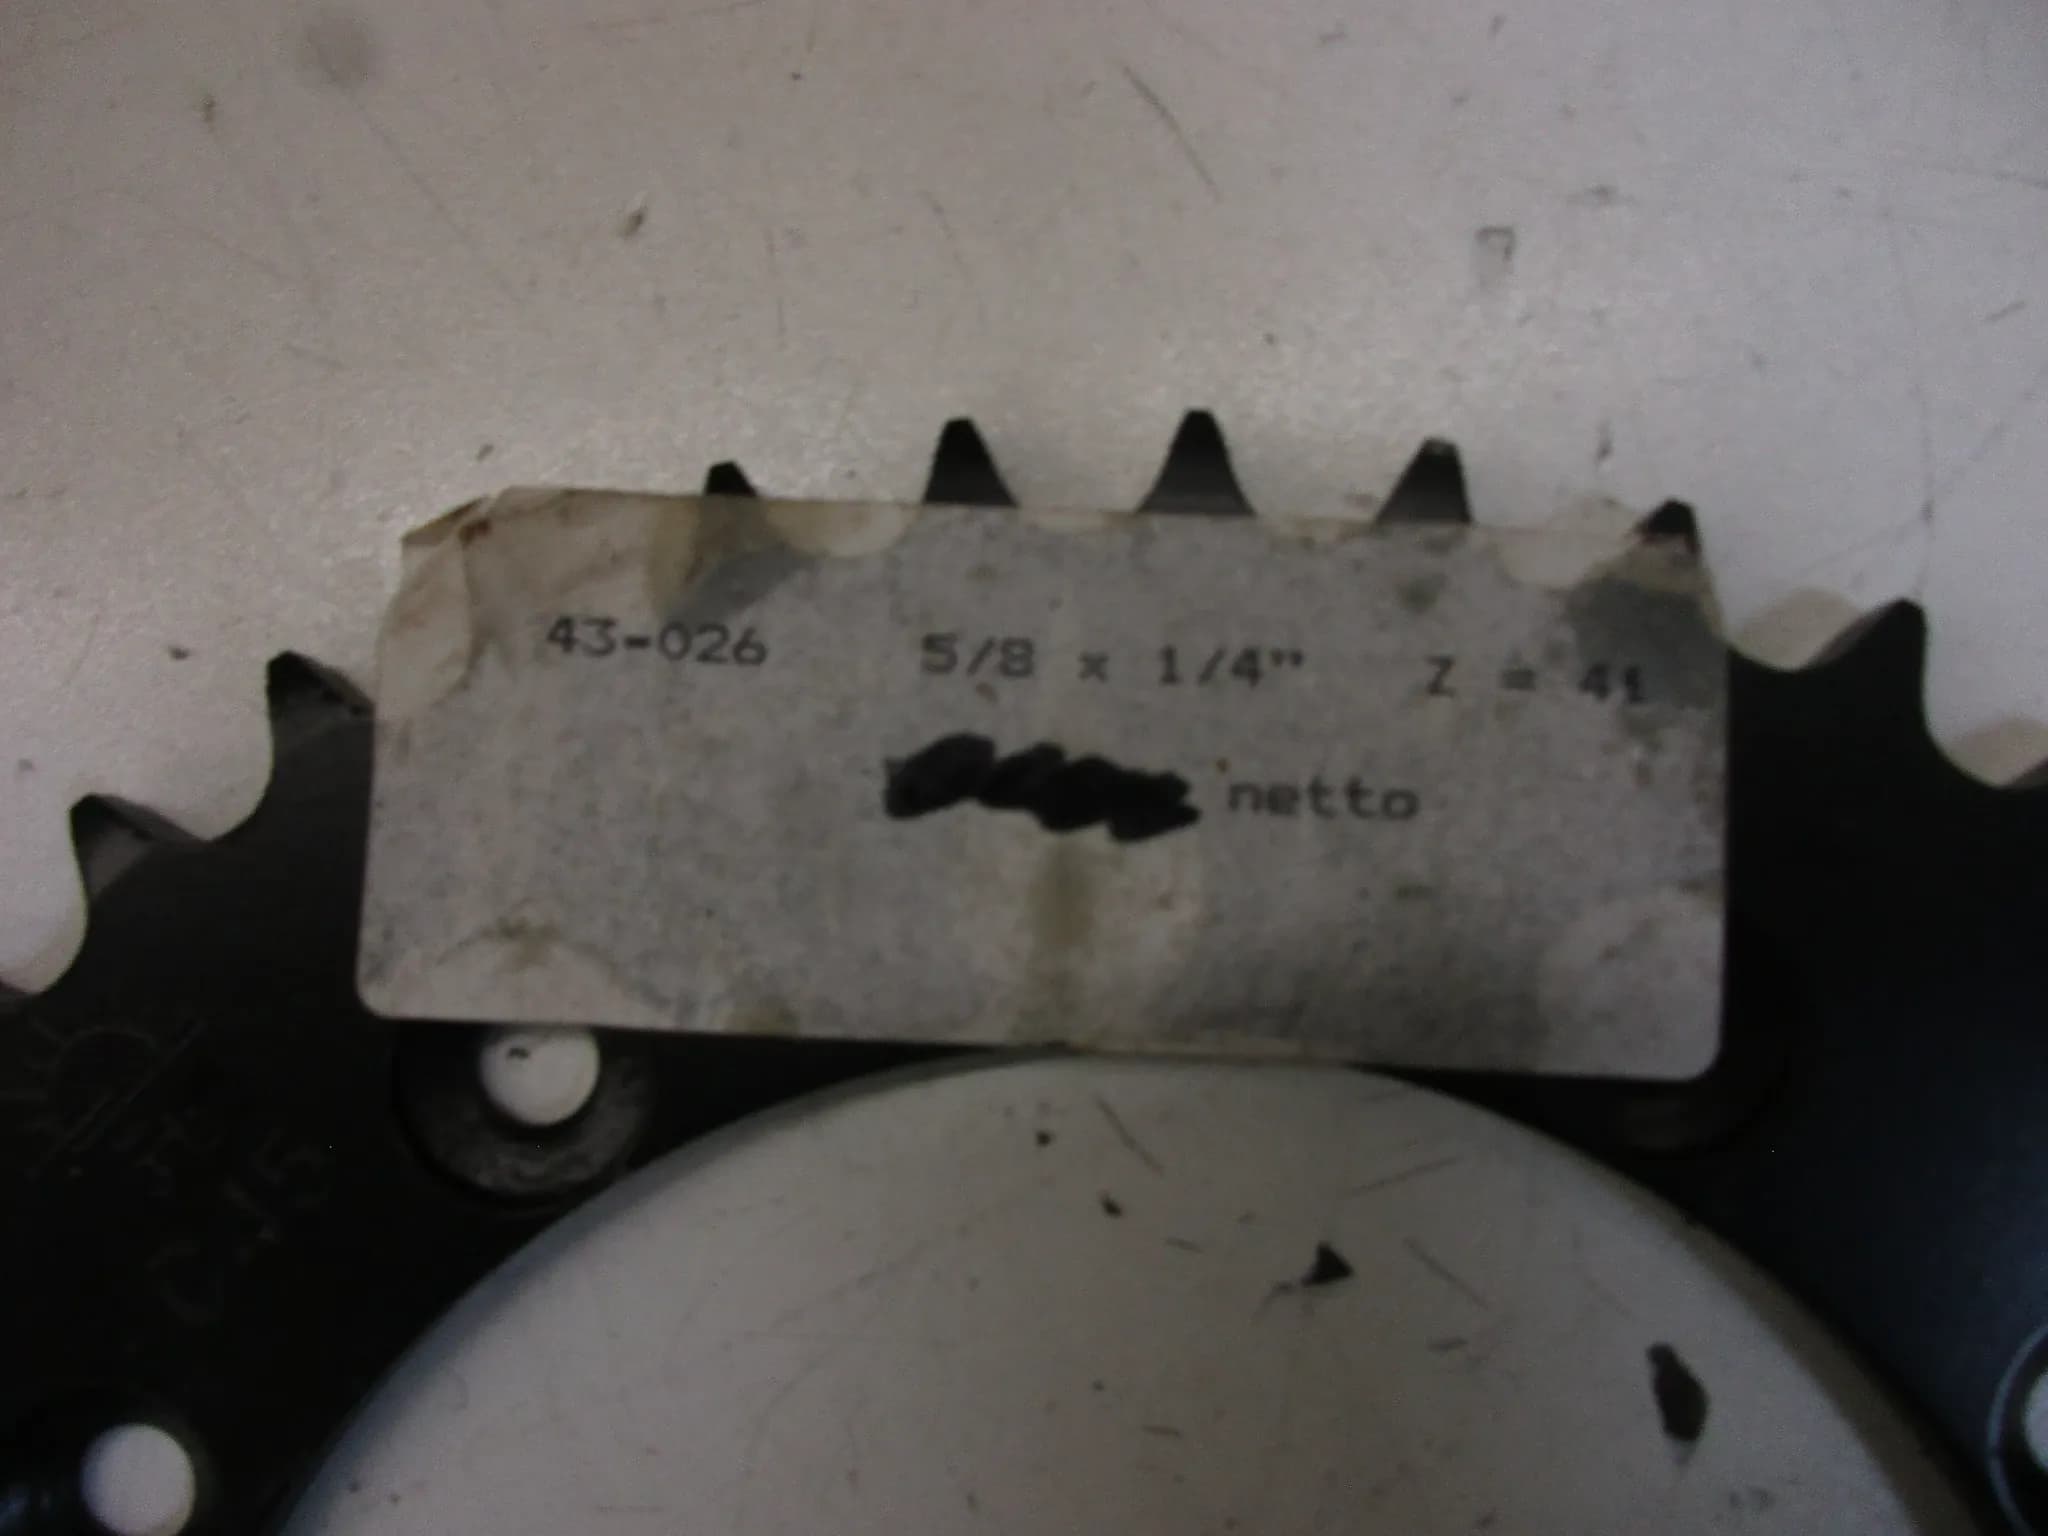 43-026 5/8 x 1/4" Z = 41
netto